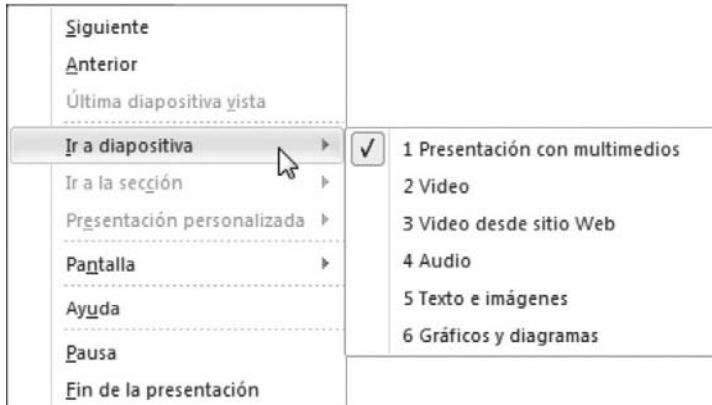 Siguiente
Anterior
Última diapositiva vista
Ir a diapositiva
Ir a la sección
Presentación personalizada
Pantalla
Ayuda
Pausa
Fin de la presentación
1 Presentación con multimedios
2 Video
3 Video desde sitio Web
4 Audio
5 Texto e imágenes
6 Gráficos y diagramas